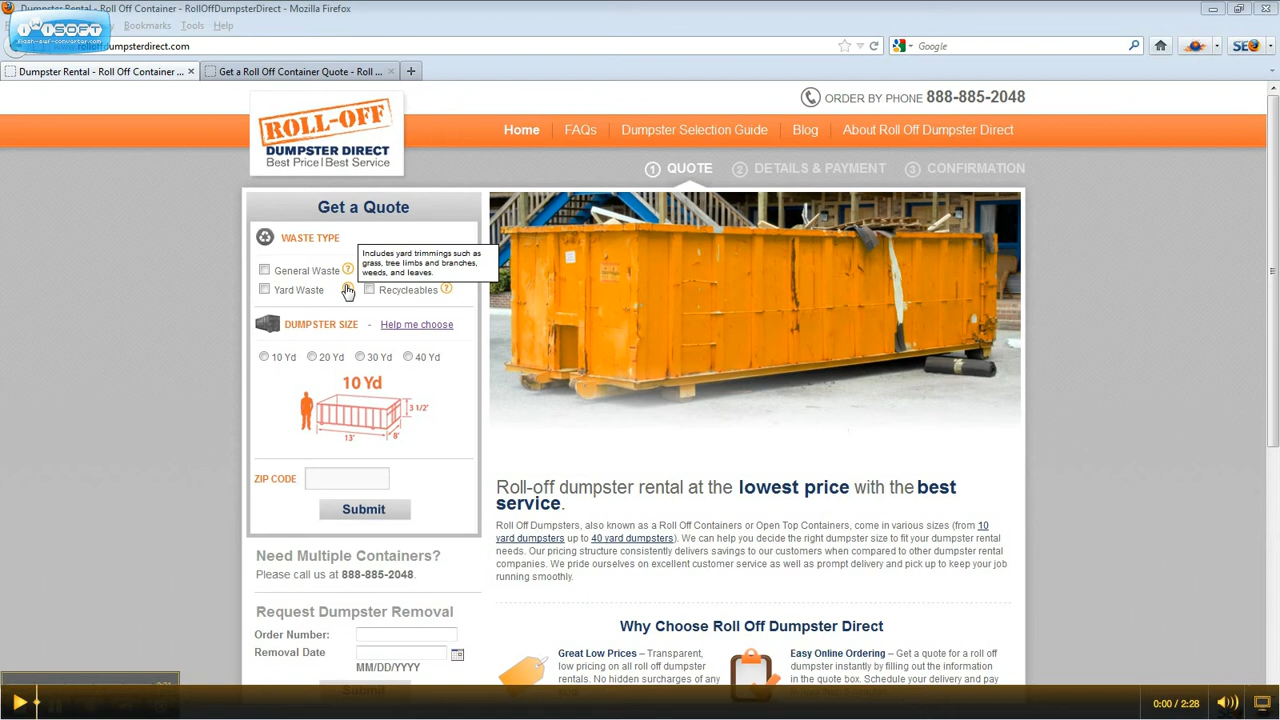 Dumpster Rental - Roll Off Container - RollOffDumpsterDirect - Mozilla Firefox
Bookmarks Tools Help
iWiSOFT
flash-swf-converter.com
rolloffdumpsterdirect.com
Google
SEO
Dumpster Rental - Roll Off Container ...
Get a Roll Off Container Quote - Roll ...
ORDER BY PHONE 888-885-2048
ROLL-OFF
DUMPSTER DIRECT
Best Price|Best Service
Home
FAQs
Dumpster Selection Guide
Blog
About Roll Off Dumpster Direct
1 QUOTE
2 DETAILS & PAYMENT
3 CONFIRMATION
Get a Quote
WASTE TYPE
Includes yard trimmings such as
grass, tree limbs and branches,
weeds, and leaves.
General Waste ?
Yard Waste
Recycleables ?
DUMPSTER SIZE - Help me choose
10 Yd 20 Yd 30 Yd 40 Yd
10 Yd
3 1/2'
13'
8'
ZIP CODE
Submit
Need Multiple Containers?
Please call us at 888-885-2048.
Request Dumpster Removal
Order Number:
Removal Date
MM/DD/YYYY
Submit
Roll-off dumpster rental at the lowest price with the best
service.
Roll Off Dumpsters, also known as a Roll Off Containers or Open Top Containers, come in various sizes (from 10
yard dumpsters up to 40 yard dumpsters). We can help you decide the right dumpster size to fit your dumpster rental
needs. Our pricing structure consistently delivers savings to our customers when compared to other dumpster rental
companies. We pride ourselves on excellent customer service as well as prompt delivery and pick up to keep your job
running smoothly.
Why Choose Roll Off Dumpster Direct
Great Low Prices – Transparent,
low pricing on all roll off dumpster
rentals. No hidden surcharges of any
Easy Online Ordering – Get a quote for a roll off
dumpster instantly by filling out the information
in the quote box. Schedule your delivery and pay
0:00 / 2:28